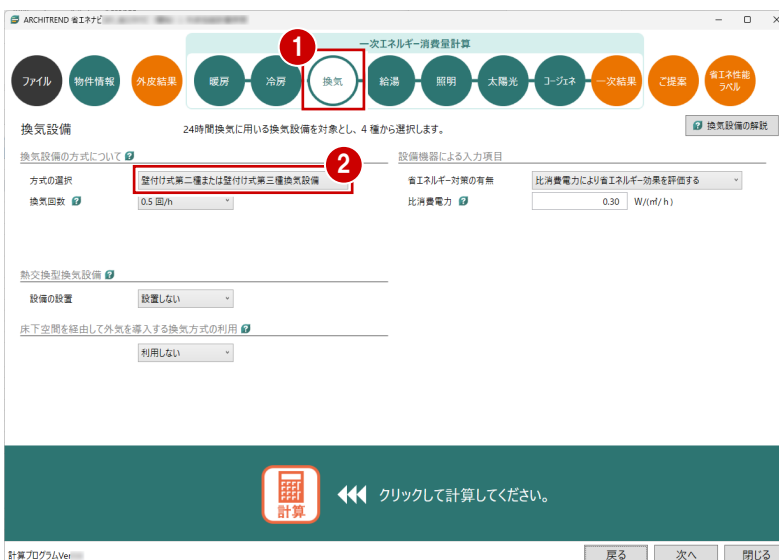 ARCHITREND 省エネナビ
一次エネルギー消費量計算
1
ファイル
物件情報
外皮結果
暖房
冷房
換気
給湯
照明
太陽光
コージェネ
一次結果
ご提案
省エネ性能
ラベル
換気設備
24時間換気に用いる換気設備を対象とし、4 種から選択します。
換気設備の解説
換気設備の方式について
2
設備機器による入力項目
方式の選択
壁付け式第二種または壁付け式第三種換気設備
省エネルギー対策の有無
比消費電力により省エネルギー効果を評価する
換気回数
0.5 回/h
比消費電力
0.30
W/(㎥/ h)
熱交換型換気設備
設備の設置
設置しない
床下空間を経由して外気を導入する換気方式の利用
利用しない
計算
クリックして計算してください。
計算プログラムVer
戻る
次へ
閉じる